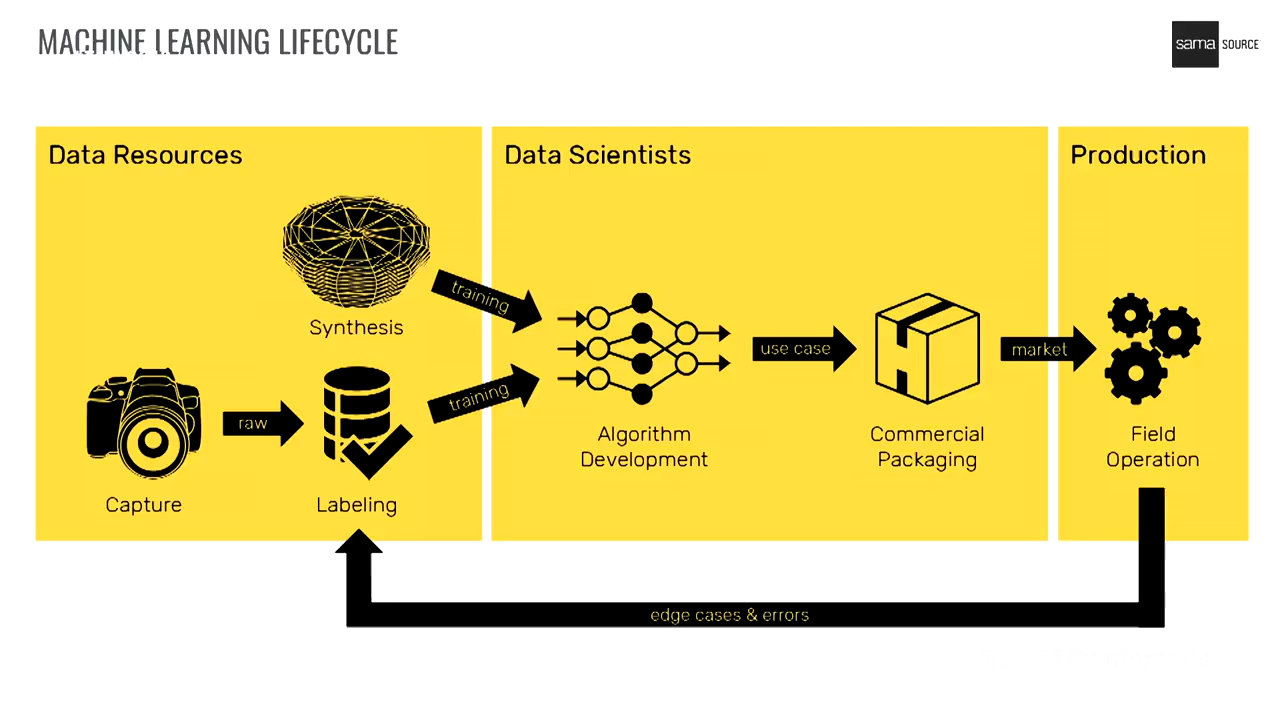 MACHINE LEARNING LIFECYCLE
sama SOURCE
Data Resources
Synthesis
training
raw
training
Capture
Labeling
Data Scientists
Algorithm
Development
use case
Commercial
Packaging
market
Production
Field
Operation
edge cases & errors